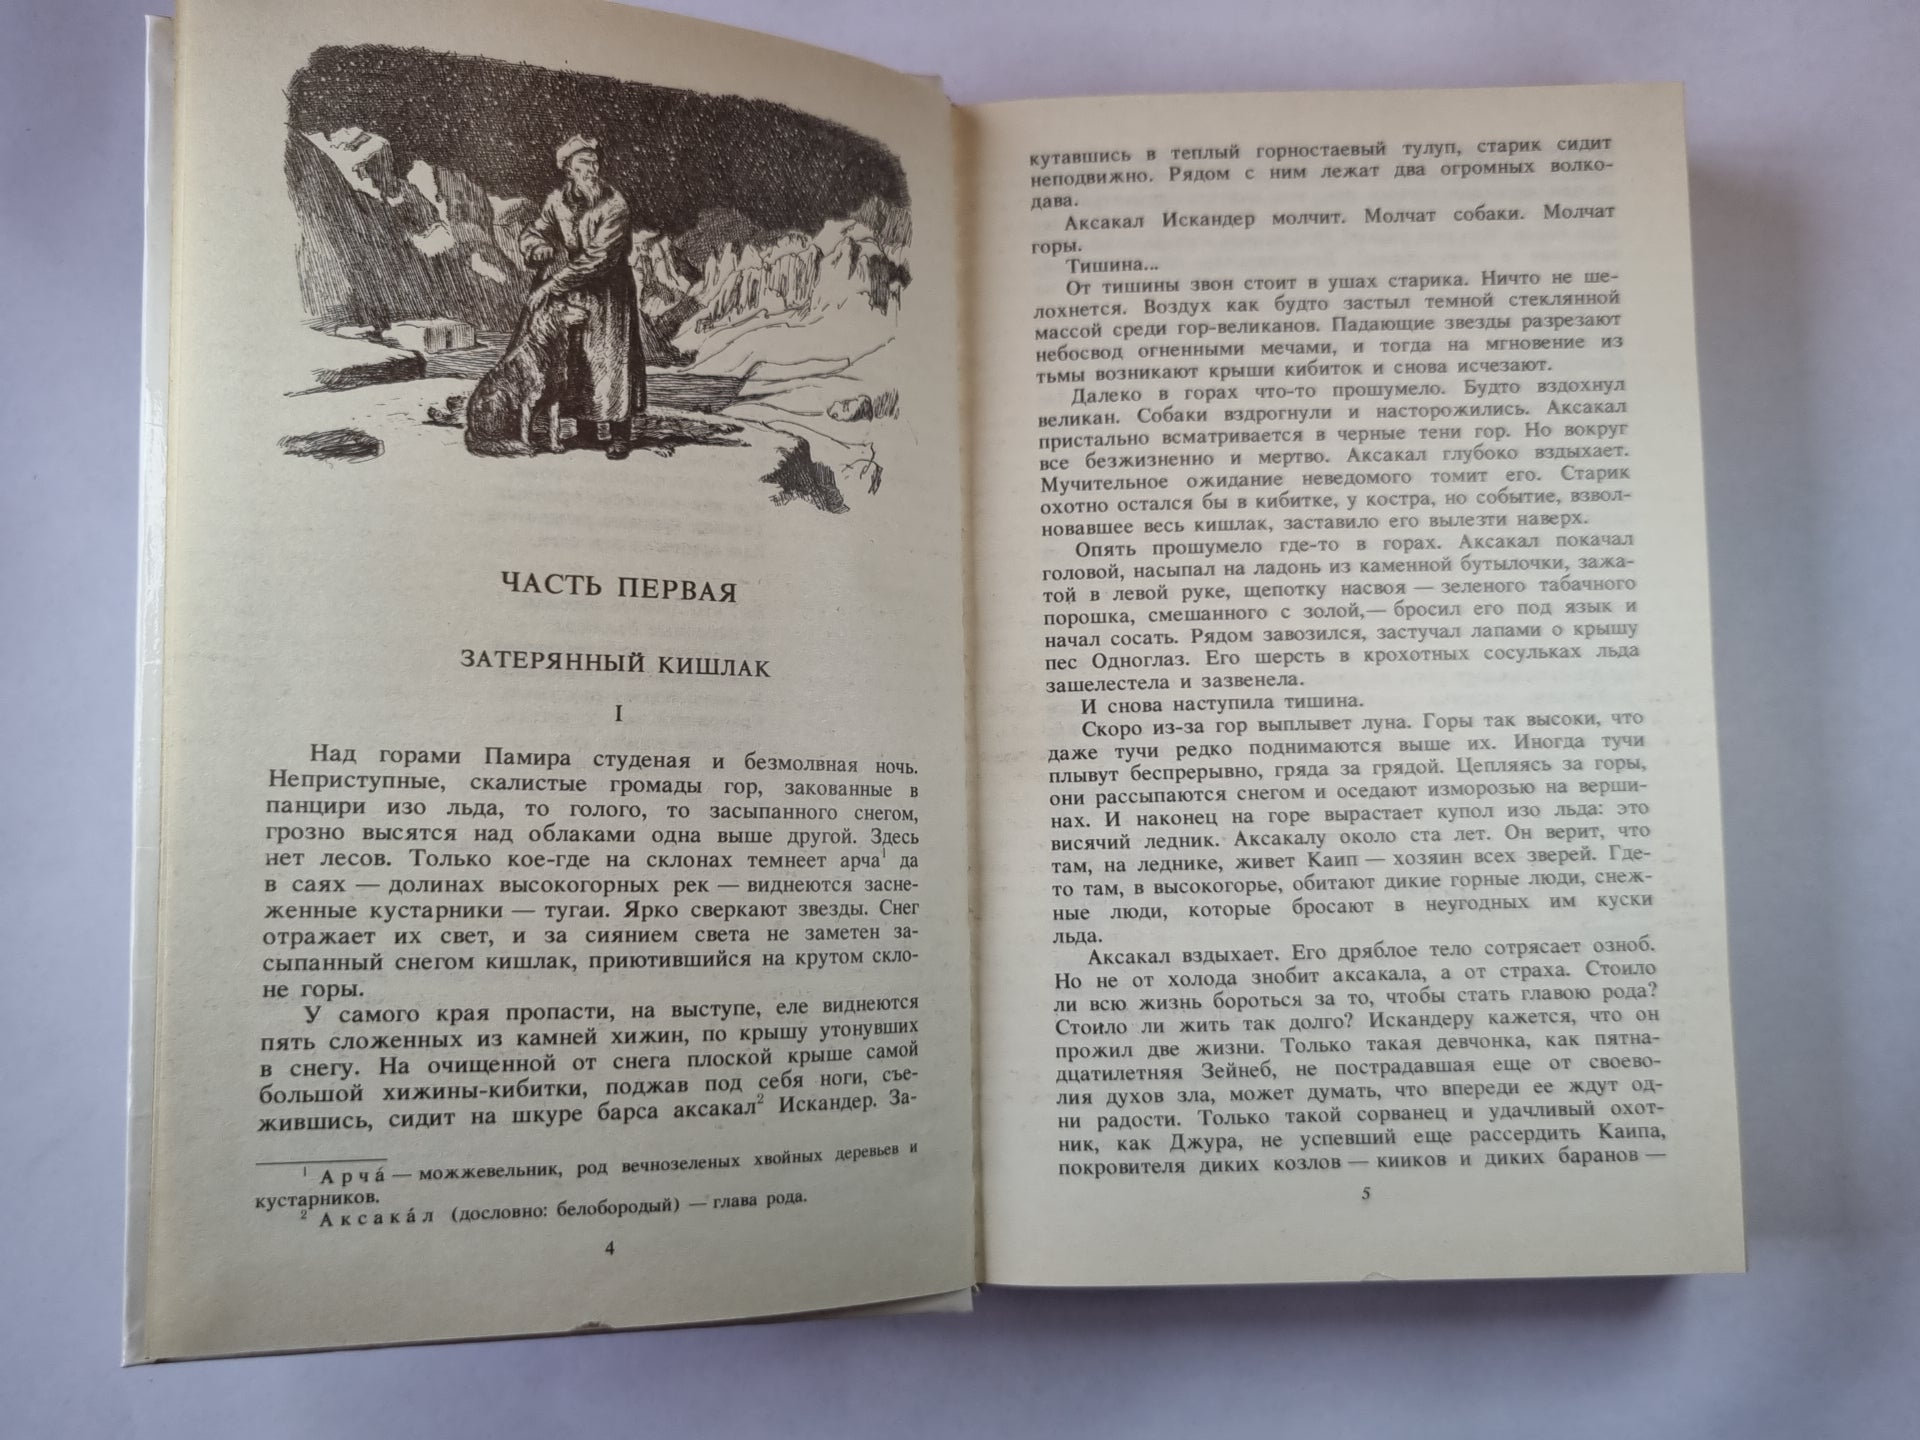 ЧАСТЬ ПЕРВАЯ
ЗАТЕРЯННЫЙ КИШЛАК
I
Над горами Памира студеная и безмолвная ночь.
Неприступные, скалистые громады гор, закованные в
панцири изо льда, то голого, то засыпанного снегом,
грозно высятся над облаками одна выше другой. Здесь
нет лесов. Только кое-где на склонах темнеет арча¹ да
в саях — долинах высокогорных рек — виднеются засне-
женные кустарники — тугаи. Ярко сверкают звезды. Снег
отражает их свет, и за сиянием света не заметен за-
сыпанный снегом кишлак, приютившийся на крутом скло-
не горы.
У самого края пропасти, на выступе, еле виднеются
пять сложенных из камней хижин, по крышу утонувших
в снегу. На очищенной от снега плоской крыше самой
большой хижины-кибитки, поджав под себя ноги, съе-
жившись, сидит на шкуре барса аксакал² Искандер. За-
¹ Арча́ — можжевельник, род вечнозеленых хвойных деревьев и
кустарников.
² Аксака́л (дословно: белобородый) — глава рода.
4
кутавшись в теплый горностаевый тулуп, старик сидит
неподвижно. Рядом с ним лежат два огромных волко-
дава.
Аксакал Искандер молчит. Молчат собаки. Молчат
горы.
Тишина...
От тишины звон стоит в ушах старика. Ничто не ше-
лохнется. Воздух как будто застыл темной стеклянной
массой среди гор-великанов. Падающие звезды разрезают
небосвод огненными мечами, и тогда на мгновение из
тьмы возникают крыши кибиток и снова исчезают.
Далеко в горах что-то прошумело. Будто вздохнул
великан. Собаки вздрогнули и насторожились. Аксакал
пристально всматривается в черные тени гор. Но вокруг
все безжизненно и мертво. Аксакал глубоко вздыхает.
Мучительное ожидание неведомого томит его. Старик
охотно остался бы в кибитке, у костра, но событие, взвол-
новавшее весь кишлак, заставило его вылезти наверх.
Опять прошумело где-то в горах. Аксакал покачал
головой, насыпал на ладонь из каменной бутылочки, зажа-
той в левой руке, щепотку насвоя — зеленого табачного
порошка, смешанного с золой,— бросил его под язык и
начал сосать. Рядом завозился, застучал лапами о крышу
пес Одноглаз. Его шерсть в крохотных сосульках льда
зашелестела и зазвенела.
И снова наступила тишина.
Скоро из-за гор выплывет луна. Горы так высоки, что
даже тучи редко поднимаются выше их. Иногда тучи
плывут беспрерывно, гряда за грядой. Цепляясь за горы,
они рассыпаются снегом и оседают изморозью на верши-
нах. И наконец на горе вырастает купол изо льда: это
висячий ледник. Аксакалу около ста лет. Он верит, что
там, на леднике, живет Каип — хозяин всех зверей. Где-
то там, в высокогорье, обитают дикие горные люди, снеж-
ные люди, которые бросают в неугодных им куски
льда.
Аксакал вздыхает. Его дряблое тело сотрясает озноб.
Но не от холода знобит аксакала, а от страха. Стоило
ли всю жизнь бороться за то, чтобы стать главою рода?
Стоило ли жить так долго? Искандеру кажется, что он
прожил две жизни. Только такая девчонка, как пятна-
дцатилетняя Зейнеб, не пострадавшая еще от своево-
лия духов зла, может думать, что впереди ее ждут од-
ни радости. Только такой сорванец и удачливый охот-
ник, как Джура, не успевший еще рассердить Каипа,
покровителя диких козлов — кииков и диких баранов —
5